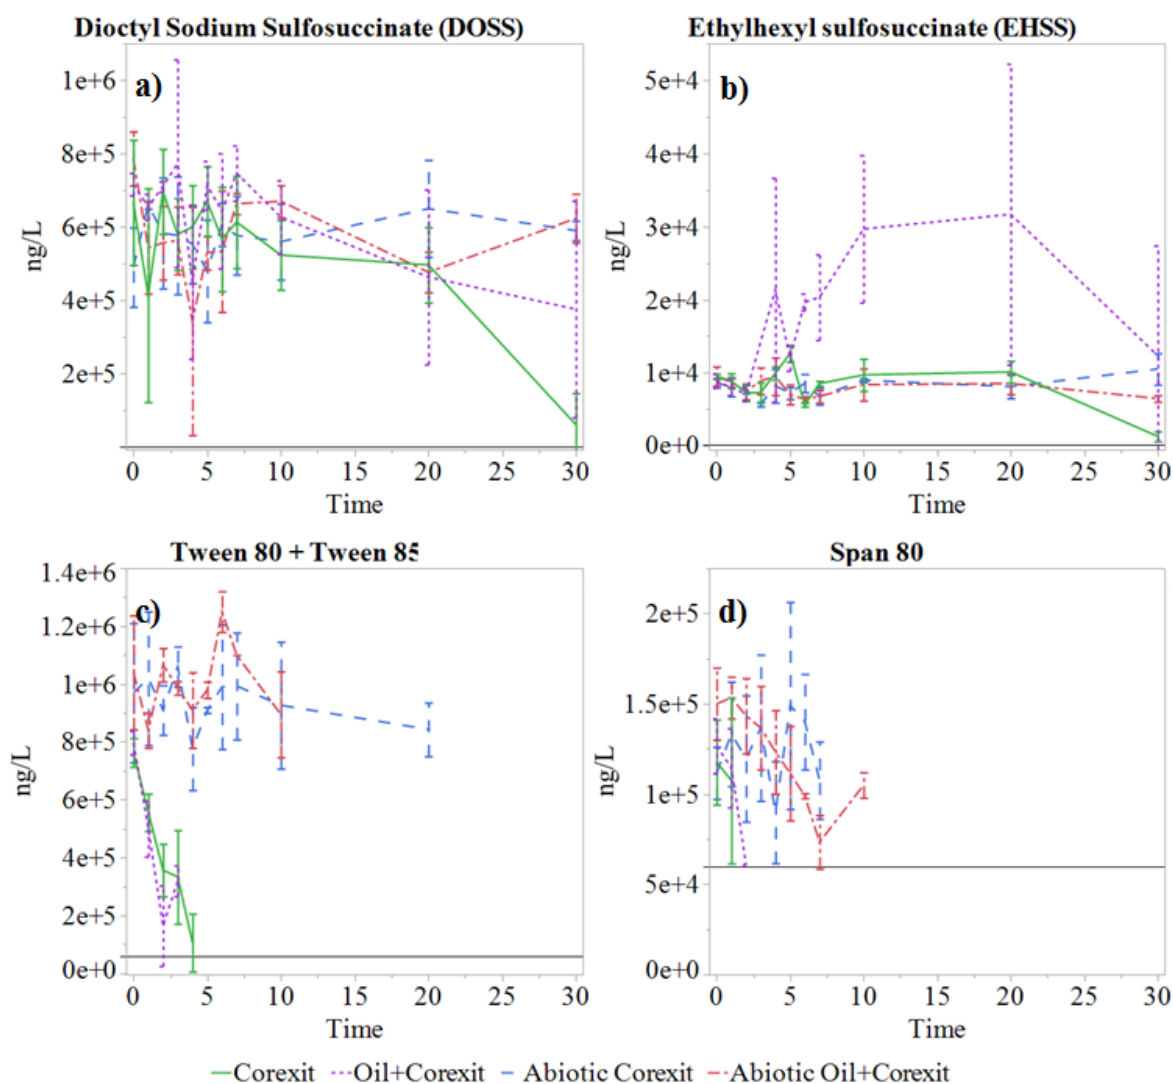 Dioctyl Sodium Sulfosuccinate (DOSS)
a)
1e+6
8e+5
6e+5
4e+5
2e+5
ng/L
0 5 10 15 20 25 30
Time
Ethylhexyl sulfosuccinate (EHSS)
b)
5e+4
4e+4
3e+4
2e+4
1e+4
0e+0
ng/L
0 5 10 15 20 25 30
Time
Tween 80 + Tween 85
c)
1.4e+6
1.2e+6
1e+6
8e+5
6e+5
4e+5
2e+5
0e+0
ng/L
0 5 10 15 20 25 30
Time
Span 80
d)
2e+5
1.5e+5
1e+5
5e+4
0e+0
ng/L
0 5 10 15 20 25 30
Time
Corexit Oil+Corexit Abiotic Corexit Abiotic Oil+Corexit